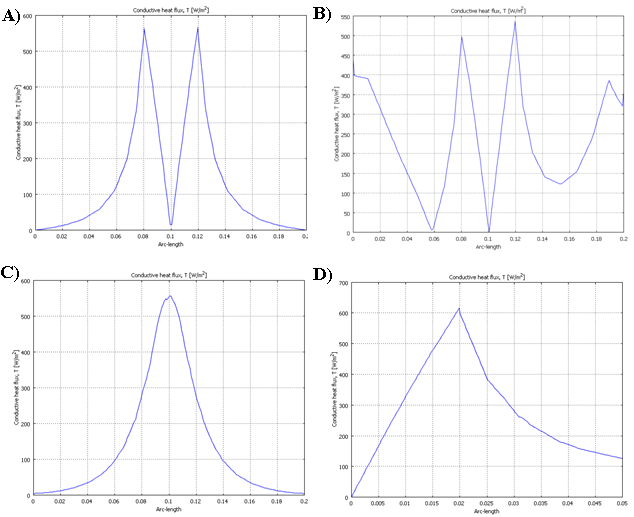 A)
Conductive heat flux, T [W/m²]
600
500
400
300
200
100
0
Conductive heat flux, T [W/m²]
0 0.02 0.04 0.06 0.08 0.1 0.12 0.14 0.16 0.18 0.2
Arc-length
B)
Conductive heat flux, T [W/m²]
550
500
450
400
350
300
250
200
150
100
50
0
Conductive heat flux, T [W/m²]
0 0.02 0.04 0.06 0.08 0.1 0.12 0.14 0.16 0.18 0.2
Arc-length
C)
Conductive heat flux, T [W/m²]
600
500
400
300
200
100
0
Conductive heat flux, T [W/m²]
0 0.02 0.04 0.06 0.08 0.1 0.12 0.14 0.16 0.18 0.2
Arc-length
D)
Conductive heat flux, T [W/m²]
700
600
500
400
300
200
100
0
Conductive heat flux, T [W/m²]
0 0.005 0.01 0.015 0.02 0.025 0.03 0.035 0.04 0.045 0.05
Arc-length